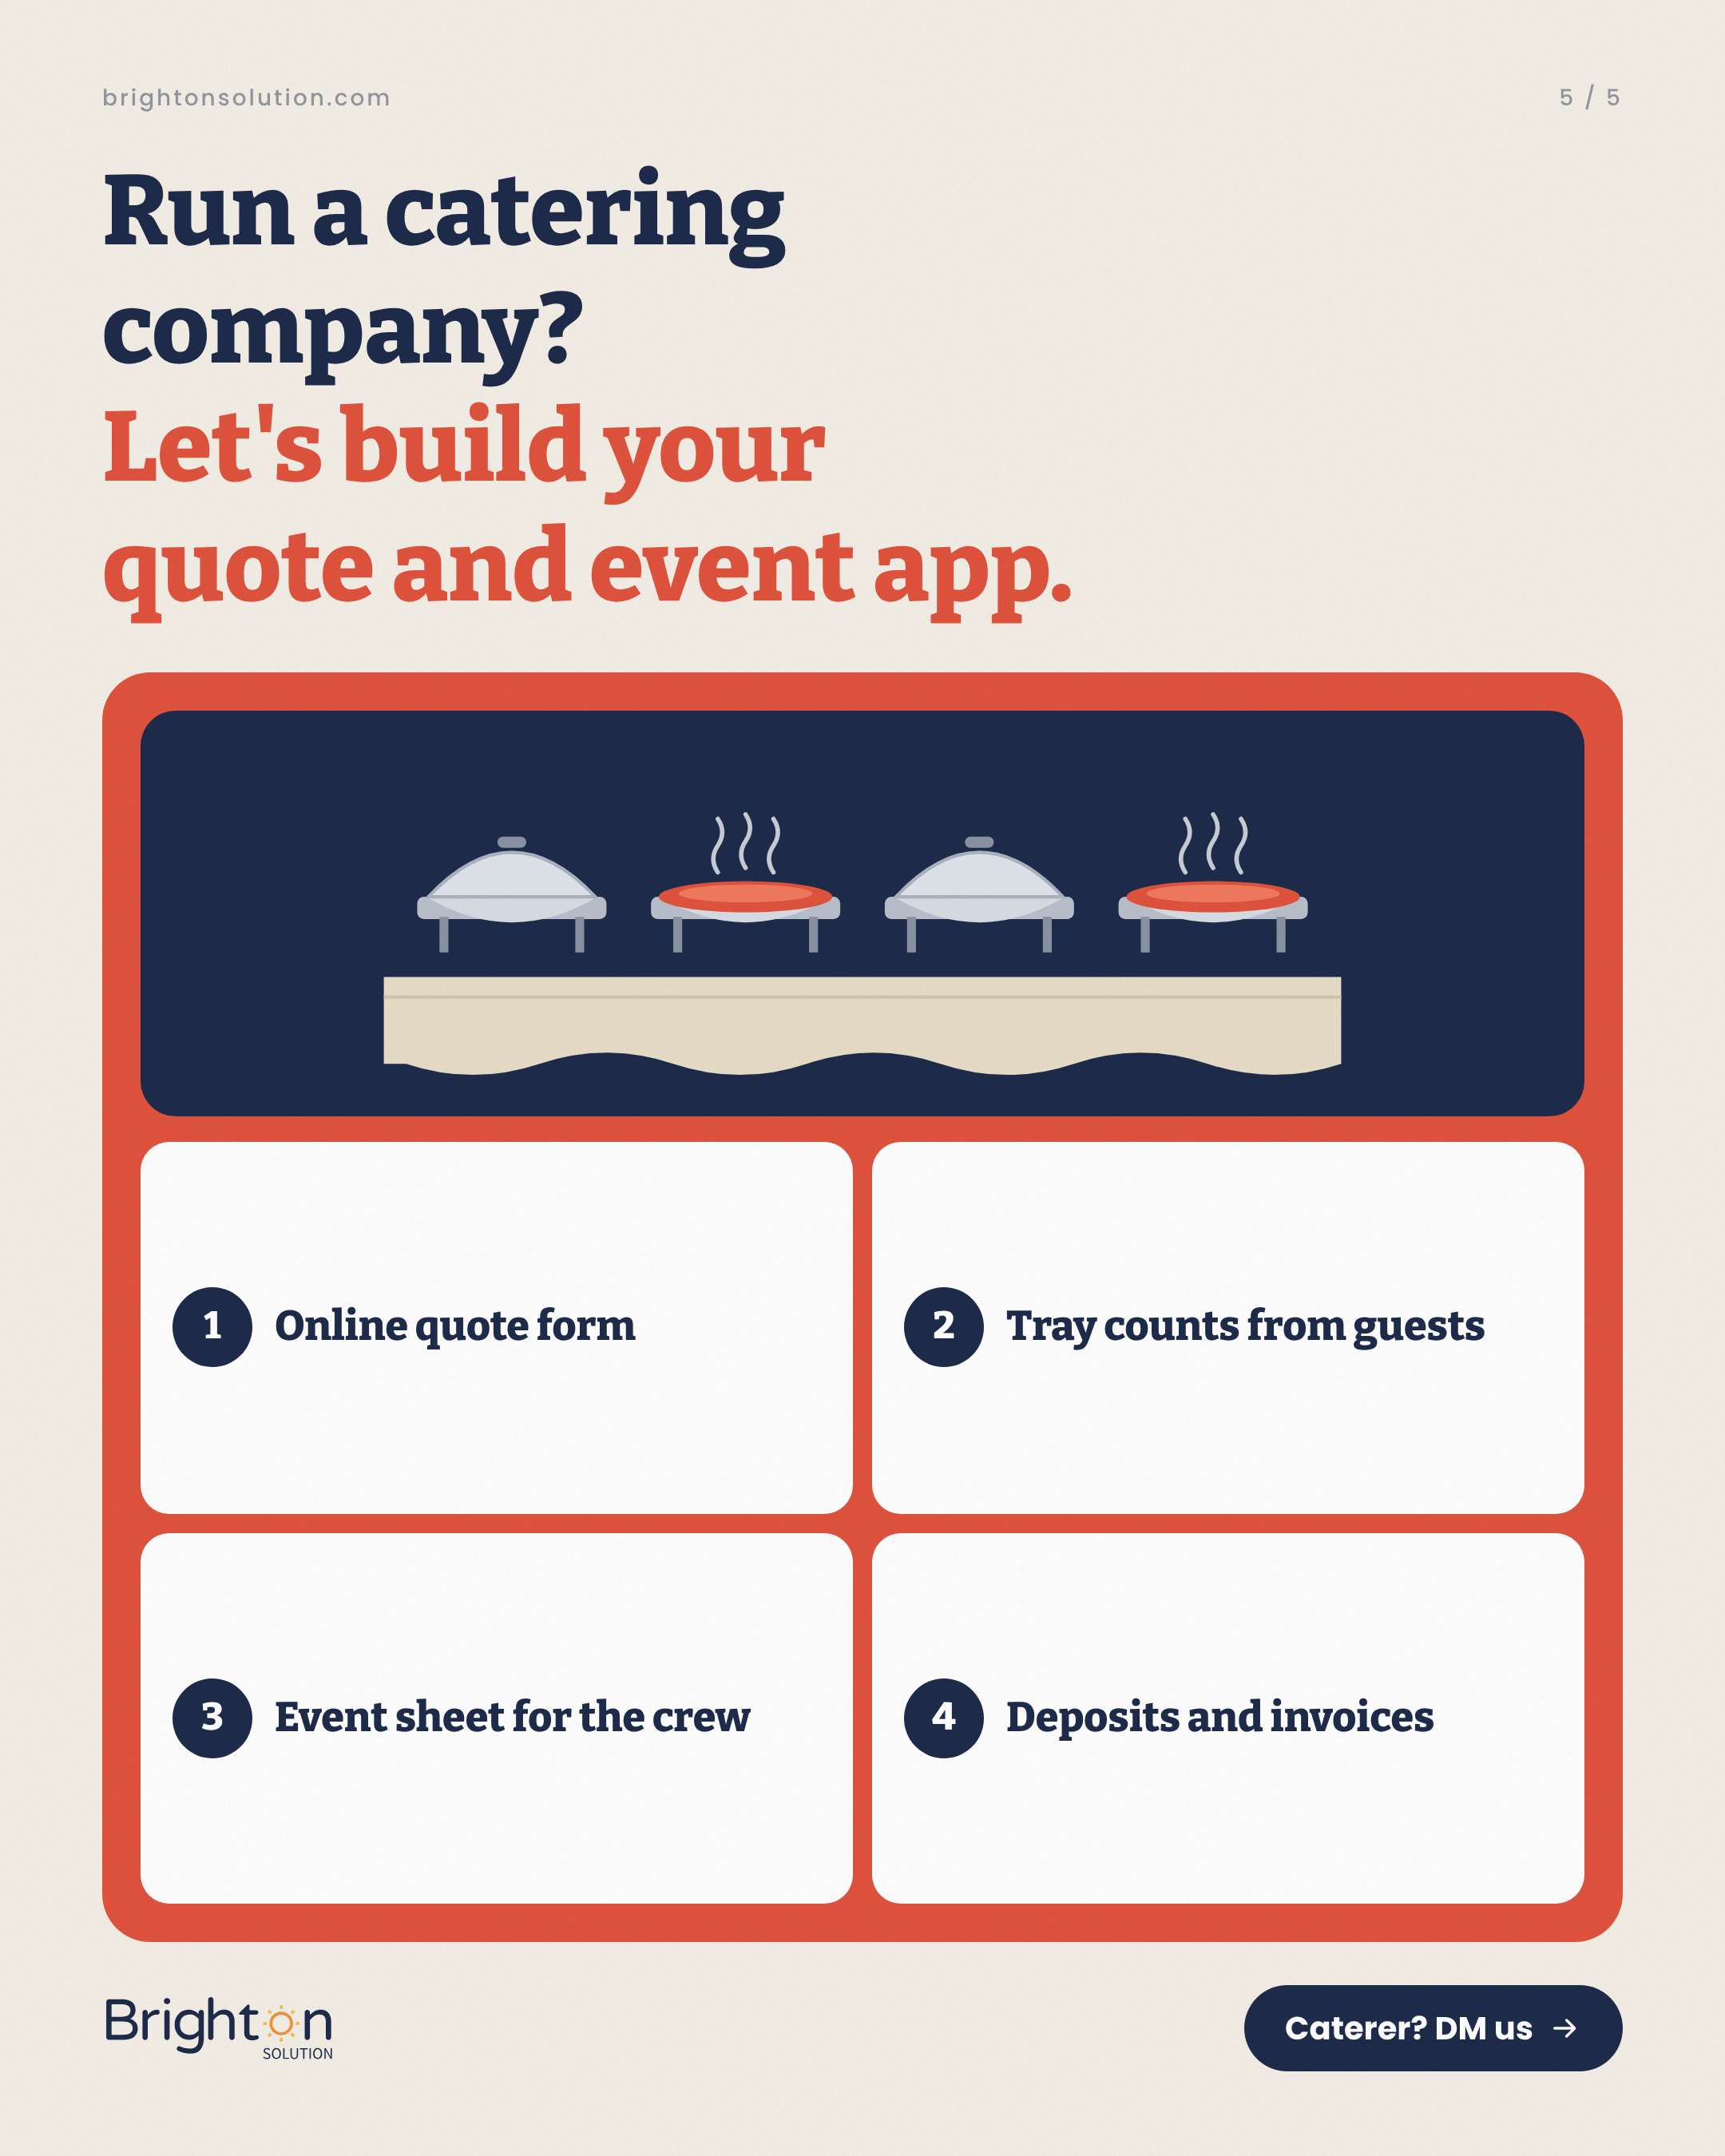 brightonsolution.com
5 / 5
Run a catering
company?
Let's build your
quote and event app.
1 Online quote form
2 Tray counts from guests
3 Event sheet for the crew
4 Deposits and invoices
Brighton
SOLUTION
Caterer? DM us →